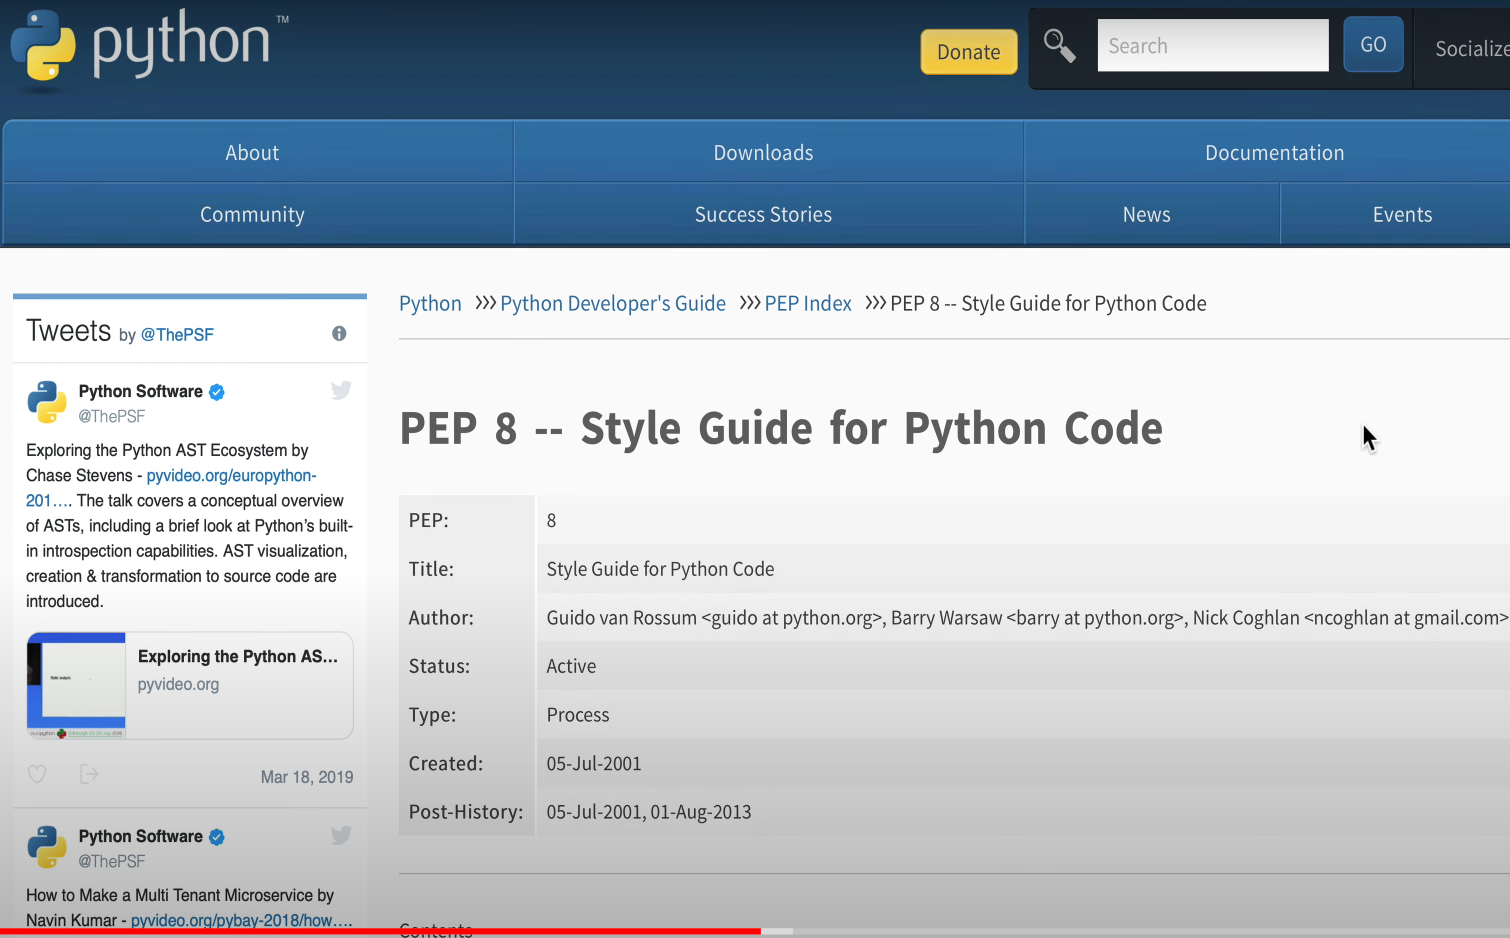 python™
Donate
Search
GO
Socialize
About
Downloads
Documentation
Community
Success Stories
News
Events
Tweets by @ThePSF
Python Software
@ThePSF
Exploring the Python AST Ecosystem by
Chase Stevens - pyvideo.org/europython-
201…. The talk covers a conceptual overview
of ASTs, including a brief look at Python's built-
in introspection capabilities. AST visualization,
creation & transformation to source code are
introduced.
Exploring the Python AS...
pyvideo.org
Mar 18, 2019
Python Software
@ThePSF
How to Make a Multi Tenant Microservice by
Navin Kumar - pyvideo.org/pybay-2018/how….
Python >>> Python Developer's Guide >>> PEP Index >>> PEP 8 -- Style Guide for Python Code
PEP 8 -- Style Guide for Python Code
PEP: 8
Title: Style Guide for Python Code
Author: Guido van Rossum <guido at python.org>, Barry Warsaw <barry at python.org>, Nick Coghlan <ncoghlan at gmail.com>
Status: Active
Type: Process
Created: 05-Jul-2001
Post-History: 05-Jul-2001, 01-Aug-2013
Contents